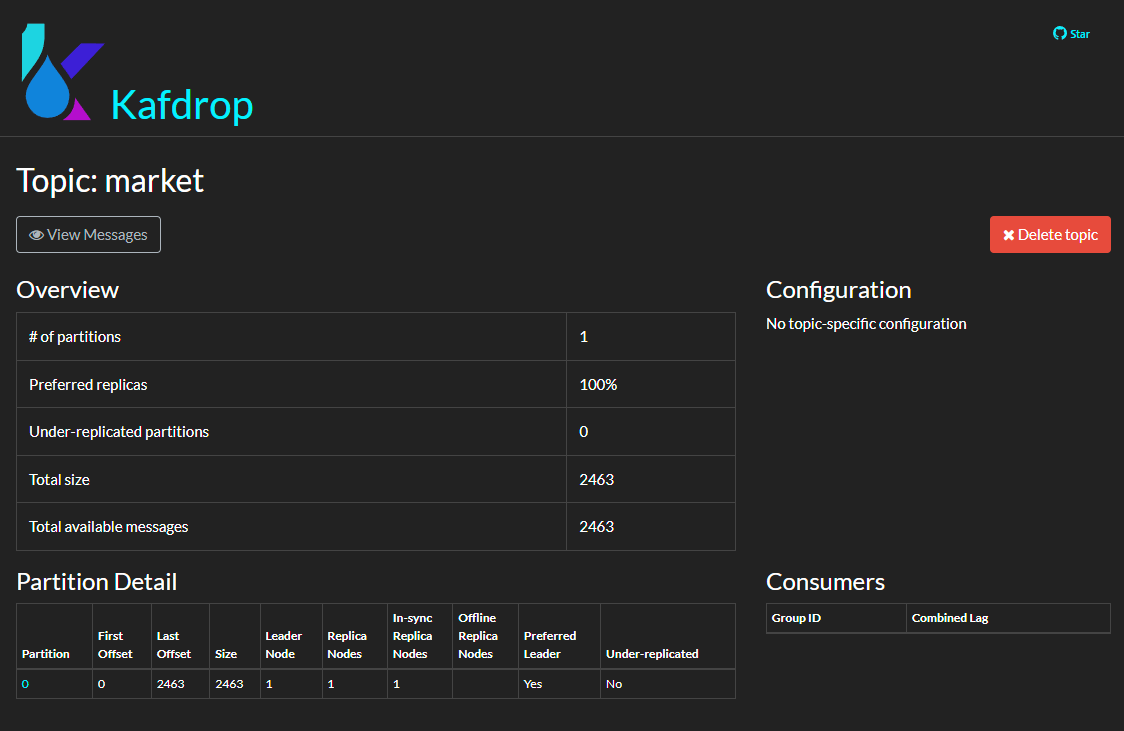 Star
Kafdrop
Topic: market
View Messages
Delete topic
Overview
# of partitions 1
Preferred replicas 100%
Under-replicated partitions 0
Total size 2463
Total available messages 2463
Configuration
No topic-specific configuration
Partition Detail
Partition First Offset Last Offset Size Leader Node Replica Nodes In-sync Replica Nodes Offline Replica Nodes Preferred Leader Under-replicated
0 0 2463 2463 1 1 1 Yes No
Consumers
Group ID Combined Lag